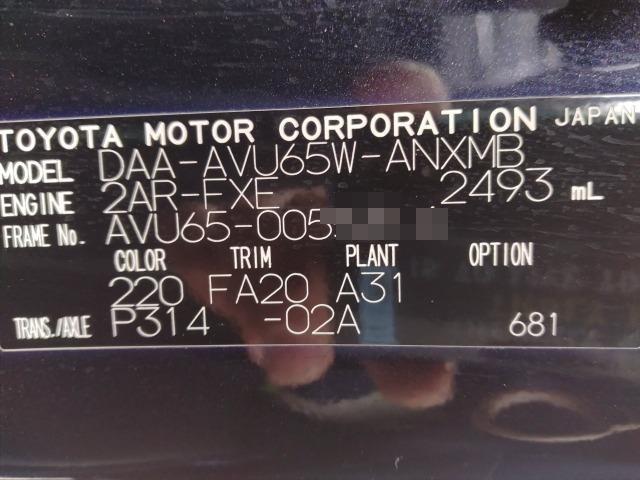 TOYOTA MOTOR CORPORATION JAPAN
MODEL DAA-AVU65W-ANXMB
ENGINE 2AR-FXE 2493 mL
FRAME No. AVU65-005
COLOR TRIM PLANT OPTION
220 FA20 A31
TRANS./AXLE P314 -02A 681